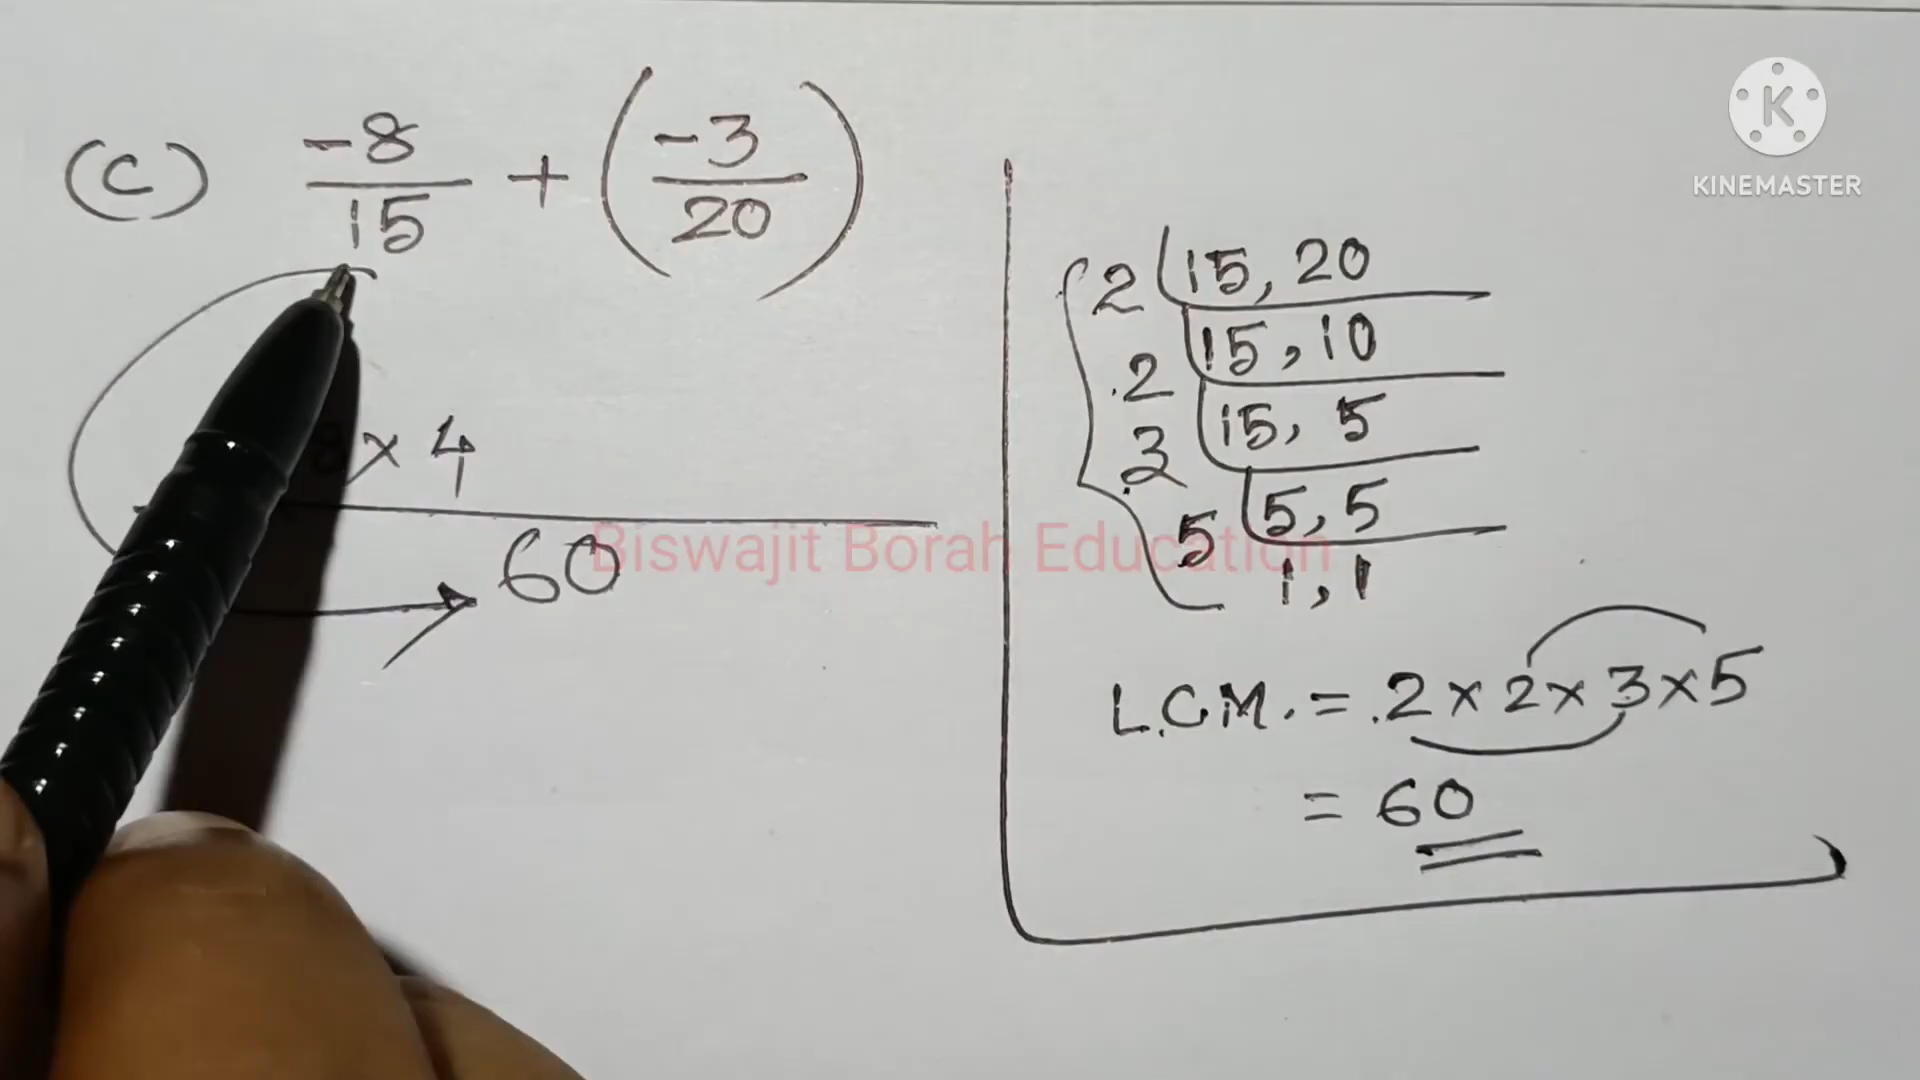 (C) -8/15 + (-3/20)
8 × 4
60
2 | 15, 20
2 | 15, 10
3 | 15, 5
5 | 5, 5
1, 1
L.C.M. = 2 × 2 × 3 × 5
= 60
Biswajit Borah Education
K
KINEMASTER